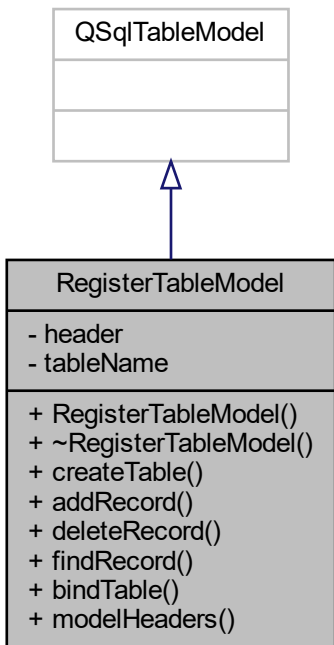 QSqlTableModel
RegisterTableModel
- header
- tableName
+ RegisterTableModel()
+ ~RegisterTableModel()
+ createTable()
+ addRecord()
+ deleteRecord()
+ findRecord()
+ bindTable()
+ modelHeaders()